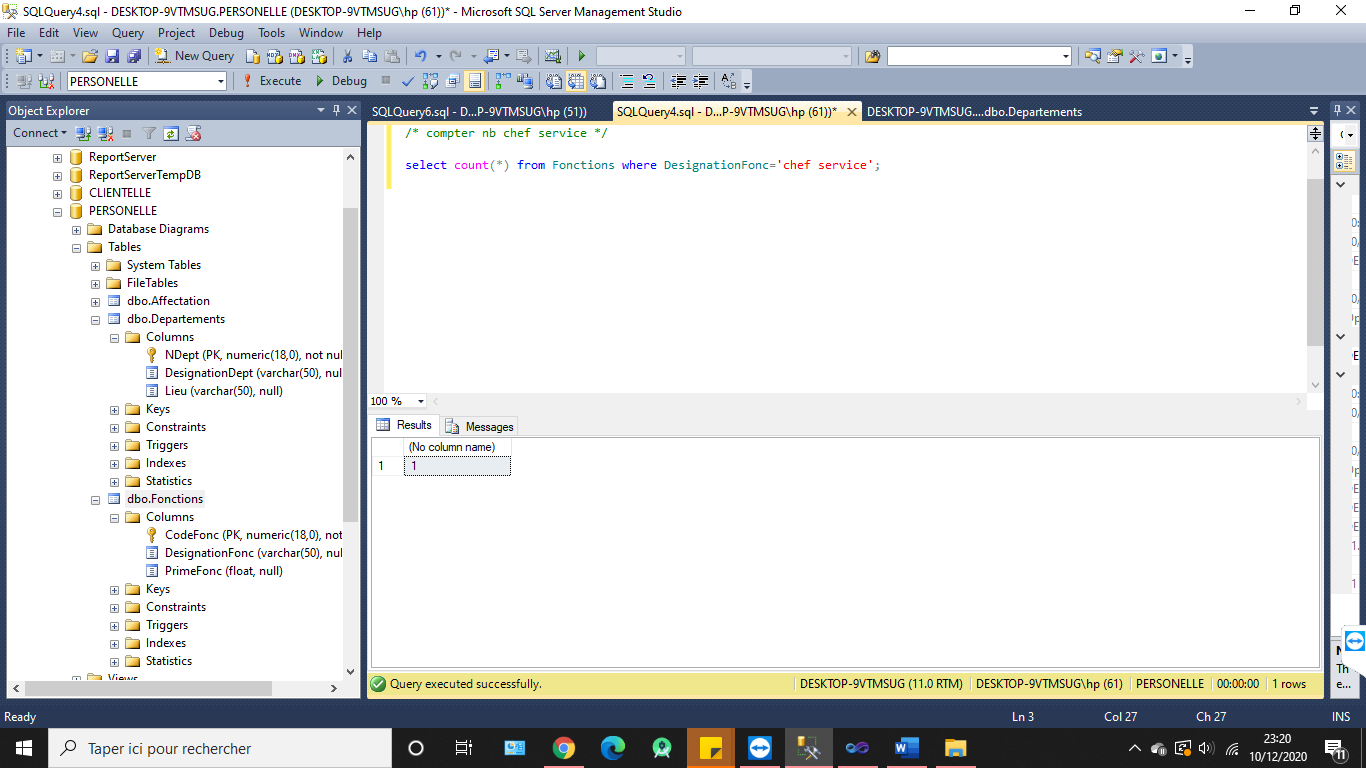 SQLQuery4.sql - DESKTOP-9VTMSUG.PERSONELLE (DESKTOP-9VTMSUG\hp (61))* - Microsoft SQL Server Management Studio
File Edit View Query Project Debug Tools Window Help
New Query
PERSONELLE Execute Debug
Object Explorer
Connect
ReportServer
ReportServerTempDB
CLIENTELLE
PERSONELLE
Database Diagrams
Tables
System Tables
FileTables
dbo.Affectation
dbo.Departements
Columns
NDept (PK, numeric(18,0), not nul
DesignationDept (varchar(50), nul
Lieu (varchar(50), null)
Keys
Constraints
Triggers
Indexes
Statistics
dbo.Fonctions
Columns
CodeFonc (PK, numeric(18,0), not
DesignationFonc (varchar(50), nul
PrimeFonc (float, null)
Keys
Constraints
Triggers
Indexes
Statistics
Views
SQLQuery6.sql - D...P-9VTMSUG\hp (51)) SQLQuery4.sql - D...P-9VTMSUG\hp (61))* DESKTOP-9VTMSUG....dbo.Departements
/* compter nb chef service */
select count(*) from Fonctions where DesignationFonc='chef service';
100 %
Results Messages
(No column name)
1 1
Query executed successfully. DESKTOP-9VTMSUG (11.0 RTM) DESKTOP-9VTMSUG\hp (61) PERSONELLE 00:00:00 1 rows
Th
e...
Ready Ln 3 Col 27 Ch 27 INS
Taper ici pour rechercher
23:20
10/12/2020
11